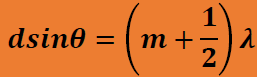 dsinθ = (m + 1/2) λ